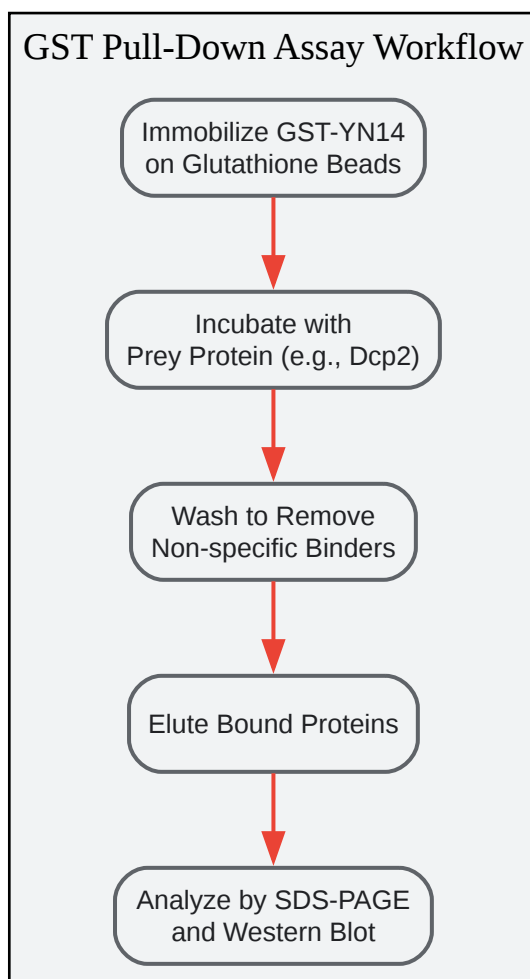 GST Pull-Down Assay Workflow
Immobilize GST-YN14
on Glutathione Beads
Incubate with
Prey Protein (e.g., Dcp2)
Wash to Remove
Non-specific Binders
Elute Bound Proteins
Analyze by SDS-PAGE
and Western Blot